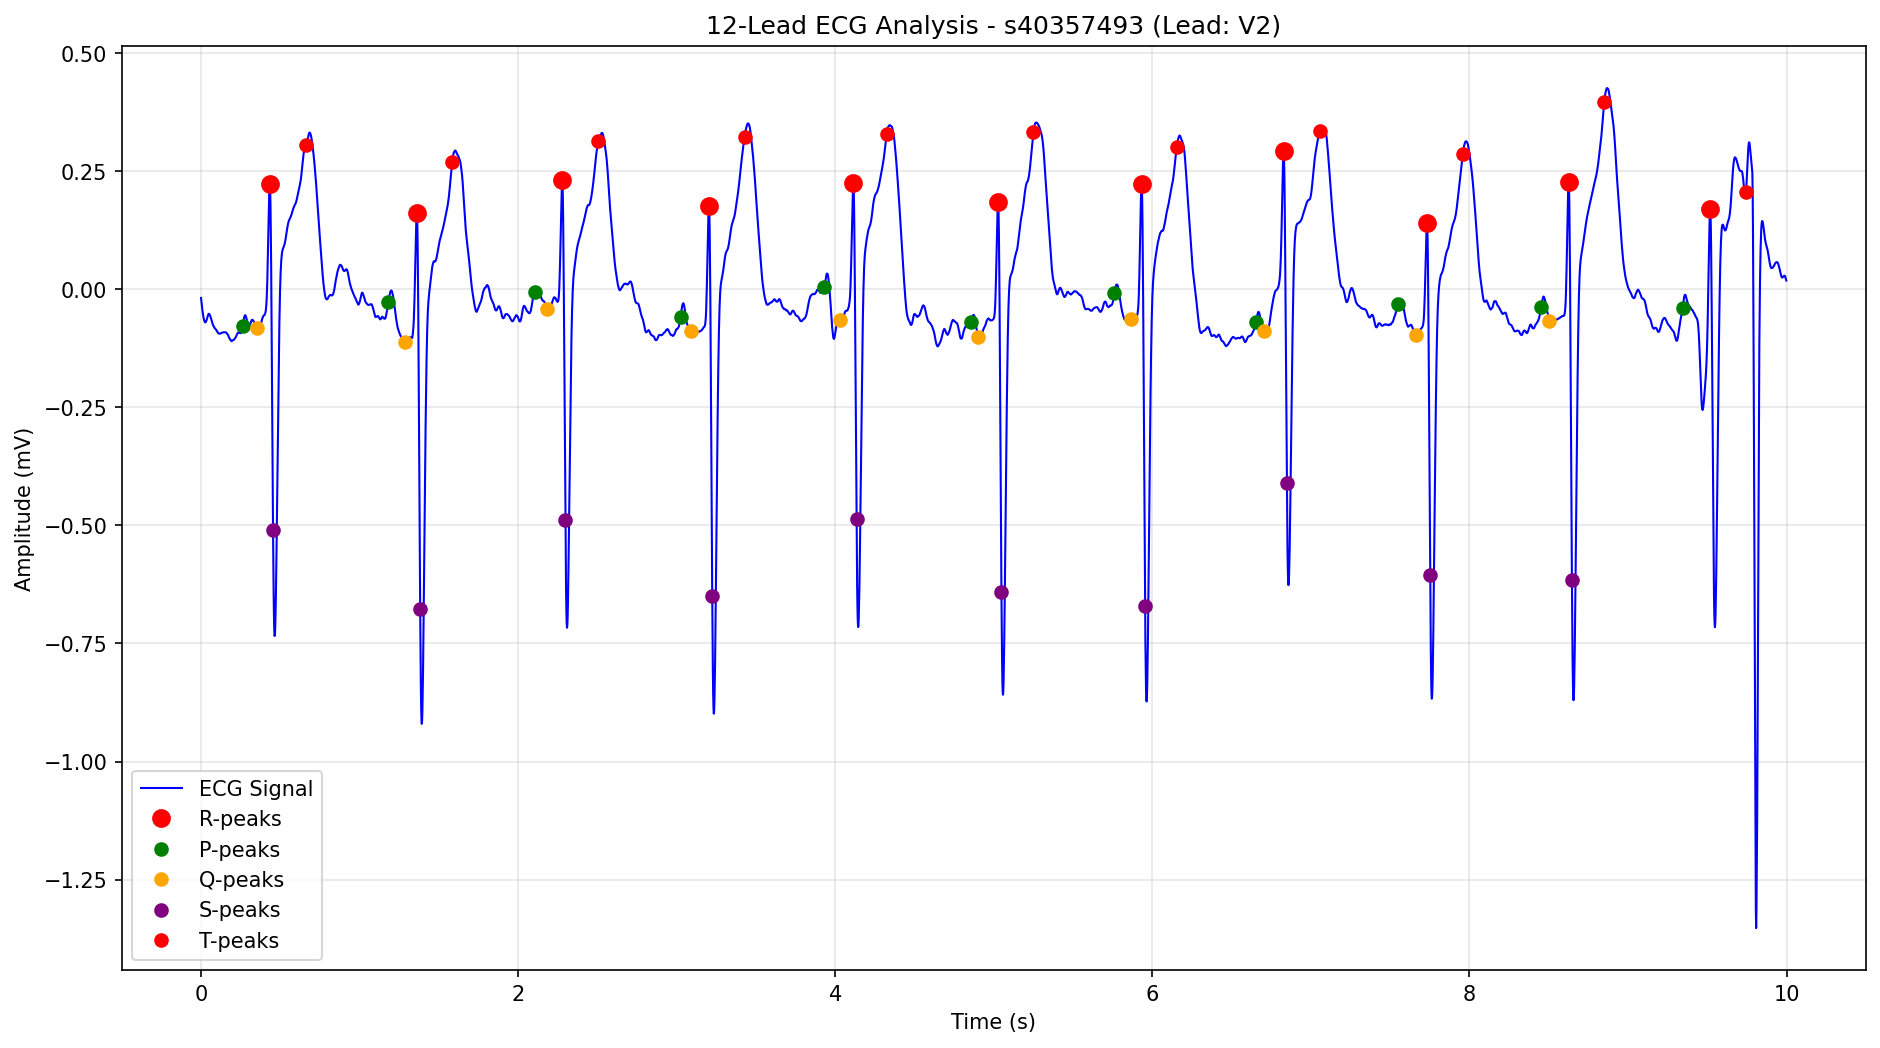 12-Lead ECG Analysis - s40357493 (Lead: V2)
0.50
0.25
0.00
−0.25
−0.50
−0.75
−1.00
−1.25
Amplitude (mV)
ECG Signal
R-peaks
P-peaks
Q-peaks
S-peaks
T-peaks
0 2 4 6 8 10
Time (s)